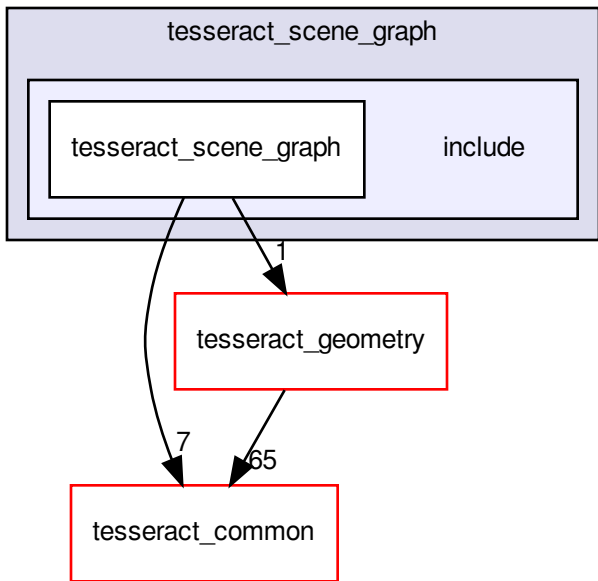 tesseract_scene_graph
tesseract_scene_graph
include
1
tesseract_geometry
7
65
tesseract_common